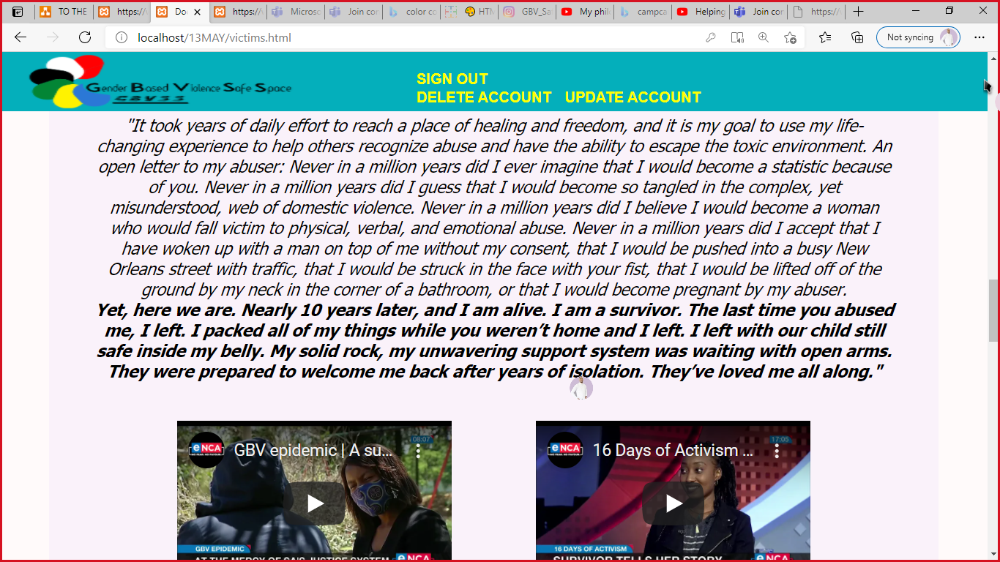 TO THE
https://
Do
https://
Microso
Join cor
color co
HTM
GBV_Sa
My phil
campca
Helping
Join cor
https://
localhost/13MAY/victims.html
Not syncing
Gender Based Violence Safe Space
GBVSS
SIGN OUT
DELETE ACCOUNT UPDATE ACCOUNT
"It took years of daily effort to reach a place of healing and freedom, and it is my goal to use my life-
changing experience to help others recognize abuse and have the ability to escape the toxic environment. An
open letter to my abuser: Never in a million years did I ever imagine that I would become a statistic because
of you. Never in a million years did I guess that I would become so tangled in the complex, yet
misunderstood, web of domestic violence. Never in a million years did I believe I would become a woman
who would fall victim to physical, verbal, and emotional abuse. Never in a million years did I accept that I
have woken up with a man on top of me without my consent, that I would be pushed into a busy New
Orleans street with traffic, that I would be struck in the face with your fist, that I would be lifted off of the
ground by my neck in the corner of a bathroom, or that I would become pregnant by my abuser.
Yet, here we are. Nearly 10 years later, and I am alive. I am a survivor. The last time you abused
me, I left. I packed all of my things while you weren’t home and I left. I left with our child still
safe inside my belly. My solid rock, my unwavering support system was waiting with open arms.
They were prepared to welcome me back after years of isolation. They’ve loved me all along."
08:07
eNCA
GBV epidemic | A su...
GBV EPIDEMIC
AT THE MERCY OF SA'S JUSTICE SYSTEM
eNCA
17:05
eNCA
16 Days of Activism ...
16 DAYS OF ACTIVISM
SURVIVOR TELLS HER STORY
eNCA